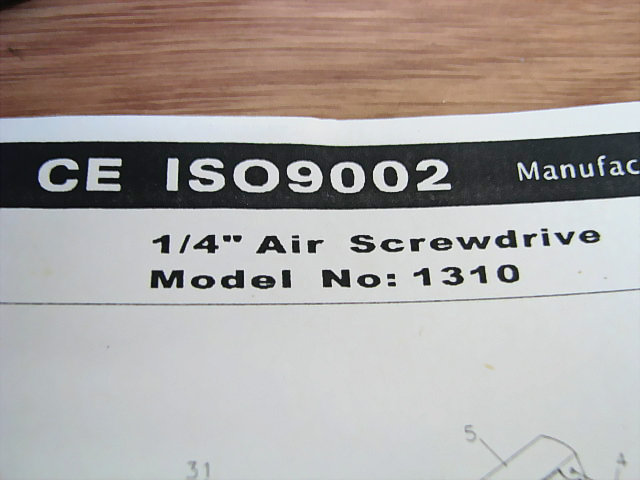 CE ISO9002 Manufac
1/4" Air Screwdrive
Model No: 1310
5
4
31